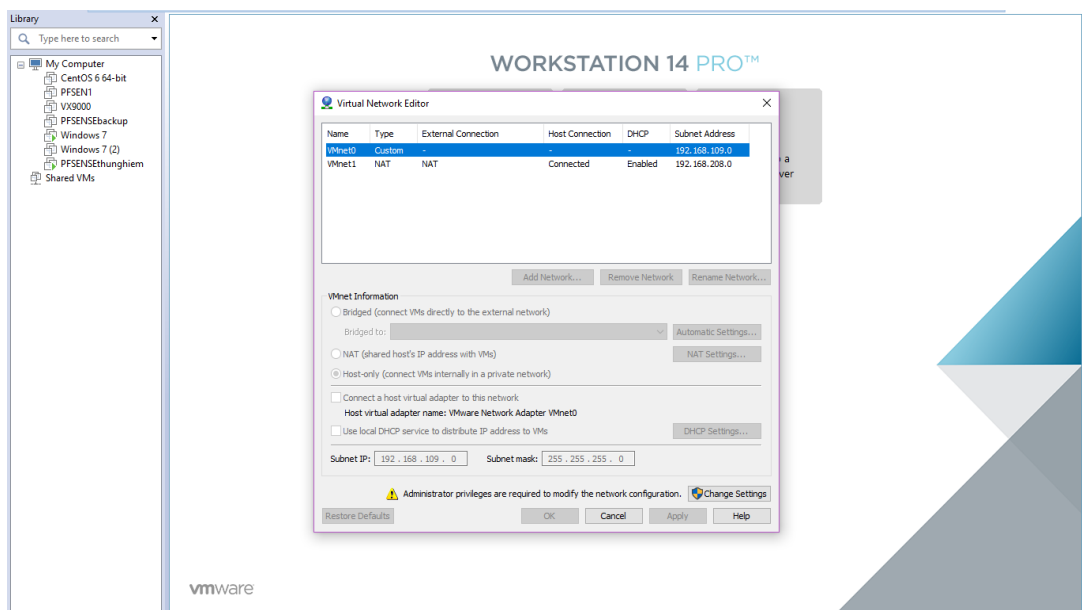 Library x
Type here to search
My Computer
CentOS 6 64-bit
PFSEN1
VX9000
PFSENSEbackup
Windows 7
Windows 7 (2)
PFSENSEthunghiem
Shared VMs
WORKSTATION 14 PRO™
Virtual Network Editor
Name Type External Connection Host Connection DHCP Subnet Address
VMnet0 Custom - - - 192.168.109.0
VMnet1 NAT NAT Connected Enabled 192.168.208.0
a
ver
Add Network... Remove Network Rename Network...
VMnet Information
Bridged (connect VMs directly to the external network)
Bridged to: Automatic Settings...
NAT (shared host's IP address with VMs) NAT Settings...
Host-only (connect VMs internally in a private network)
Connect a host virtual adapter to this network
Host virtual adapter name: VMware Network Adapter VMnet0
Use local DHCP service to distribute IP address to VMs DHCP Settings...
Subnet IP: 192 . 168 . 109 . 0 Subnet mask: 255 . 255 . 255 . 0
Administrator privileges are required to modify the network configuration. Change Settings
Restore Defaults OK Cancel Apply Help
vmware